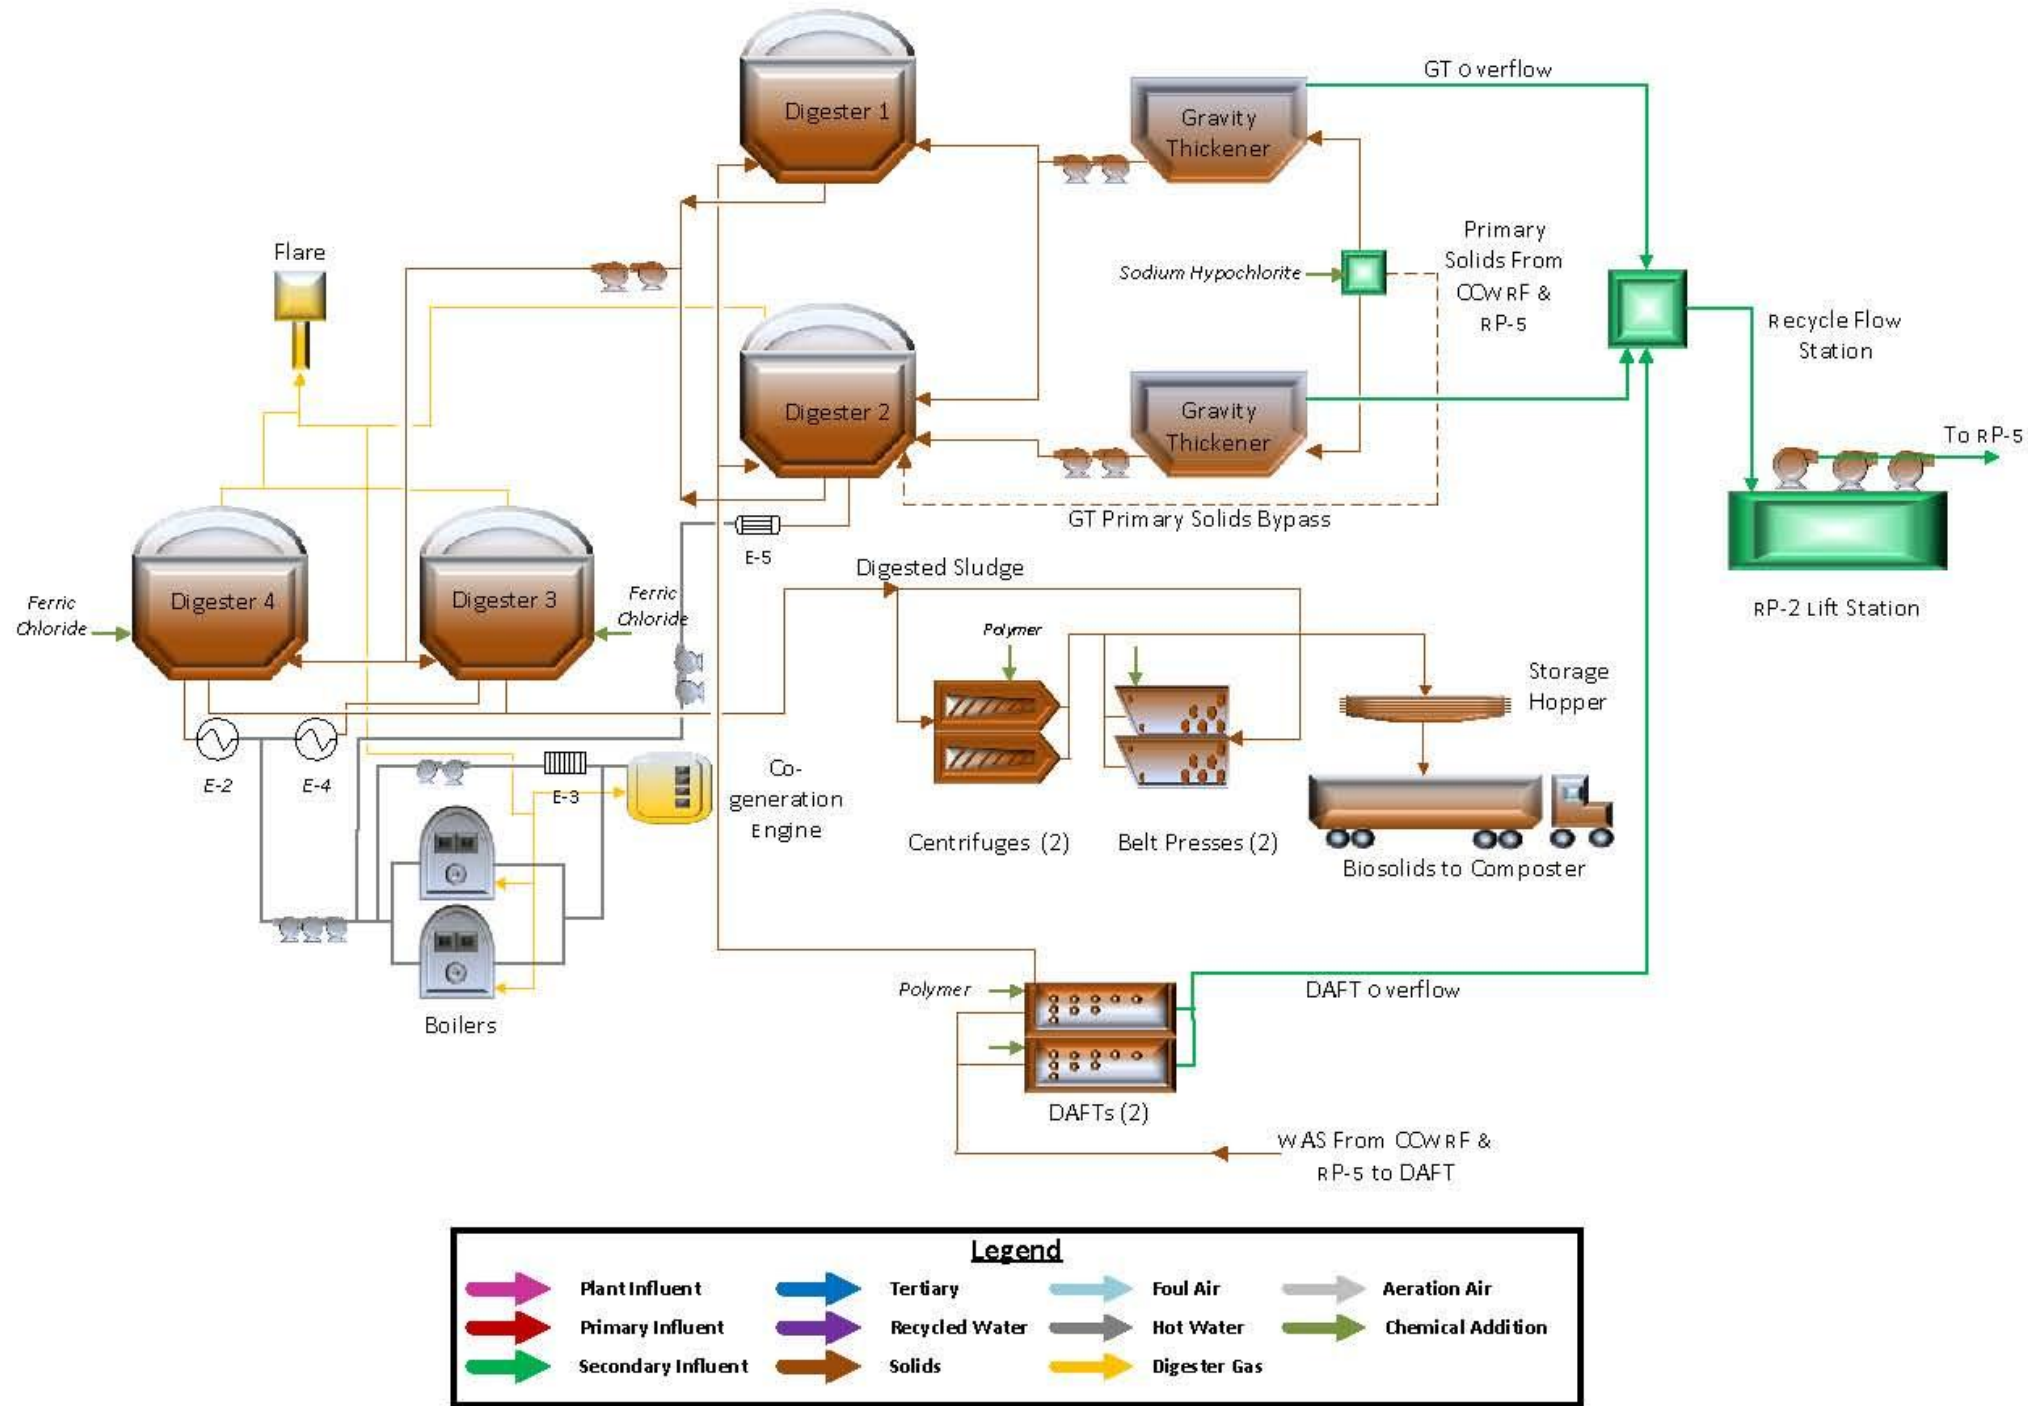 GT Overflow
Digester 1
Gravity
Thickener
Flare
Sodium Hypochlorite
Primary
Solids From
CCWRF &
RP-5
Recycle Flow
Station
Digester 2
Gravity
Thickener
To RP-5
GT Primary Solids Bypass
E-5
Digested Sludge
Ferric
Chloride
Digester 4
Digester 3
Ferric
Chloride
RP-2 Lift Station
Polymer
Storage
Hopper
E-2
E-4
E-3
Co-
generation
Engine
Centrifuges (2)
Belt Presses (2)
Biosolids to Composter
Boilers
Polymer
DAFT Overflow
DAFTs (2)
WAS From CCWRF &
RP-5 to DAFT
Legend
Plant Influent
Tertiary
Foul Air
Aeration Air
Primary Influent
Recycled Water
Hot Water
Chemical Addition
Secondary Influent
Solids
Digester Gas